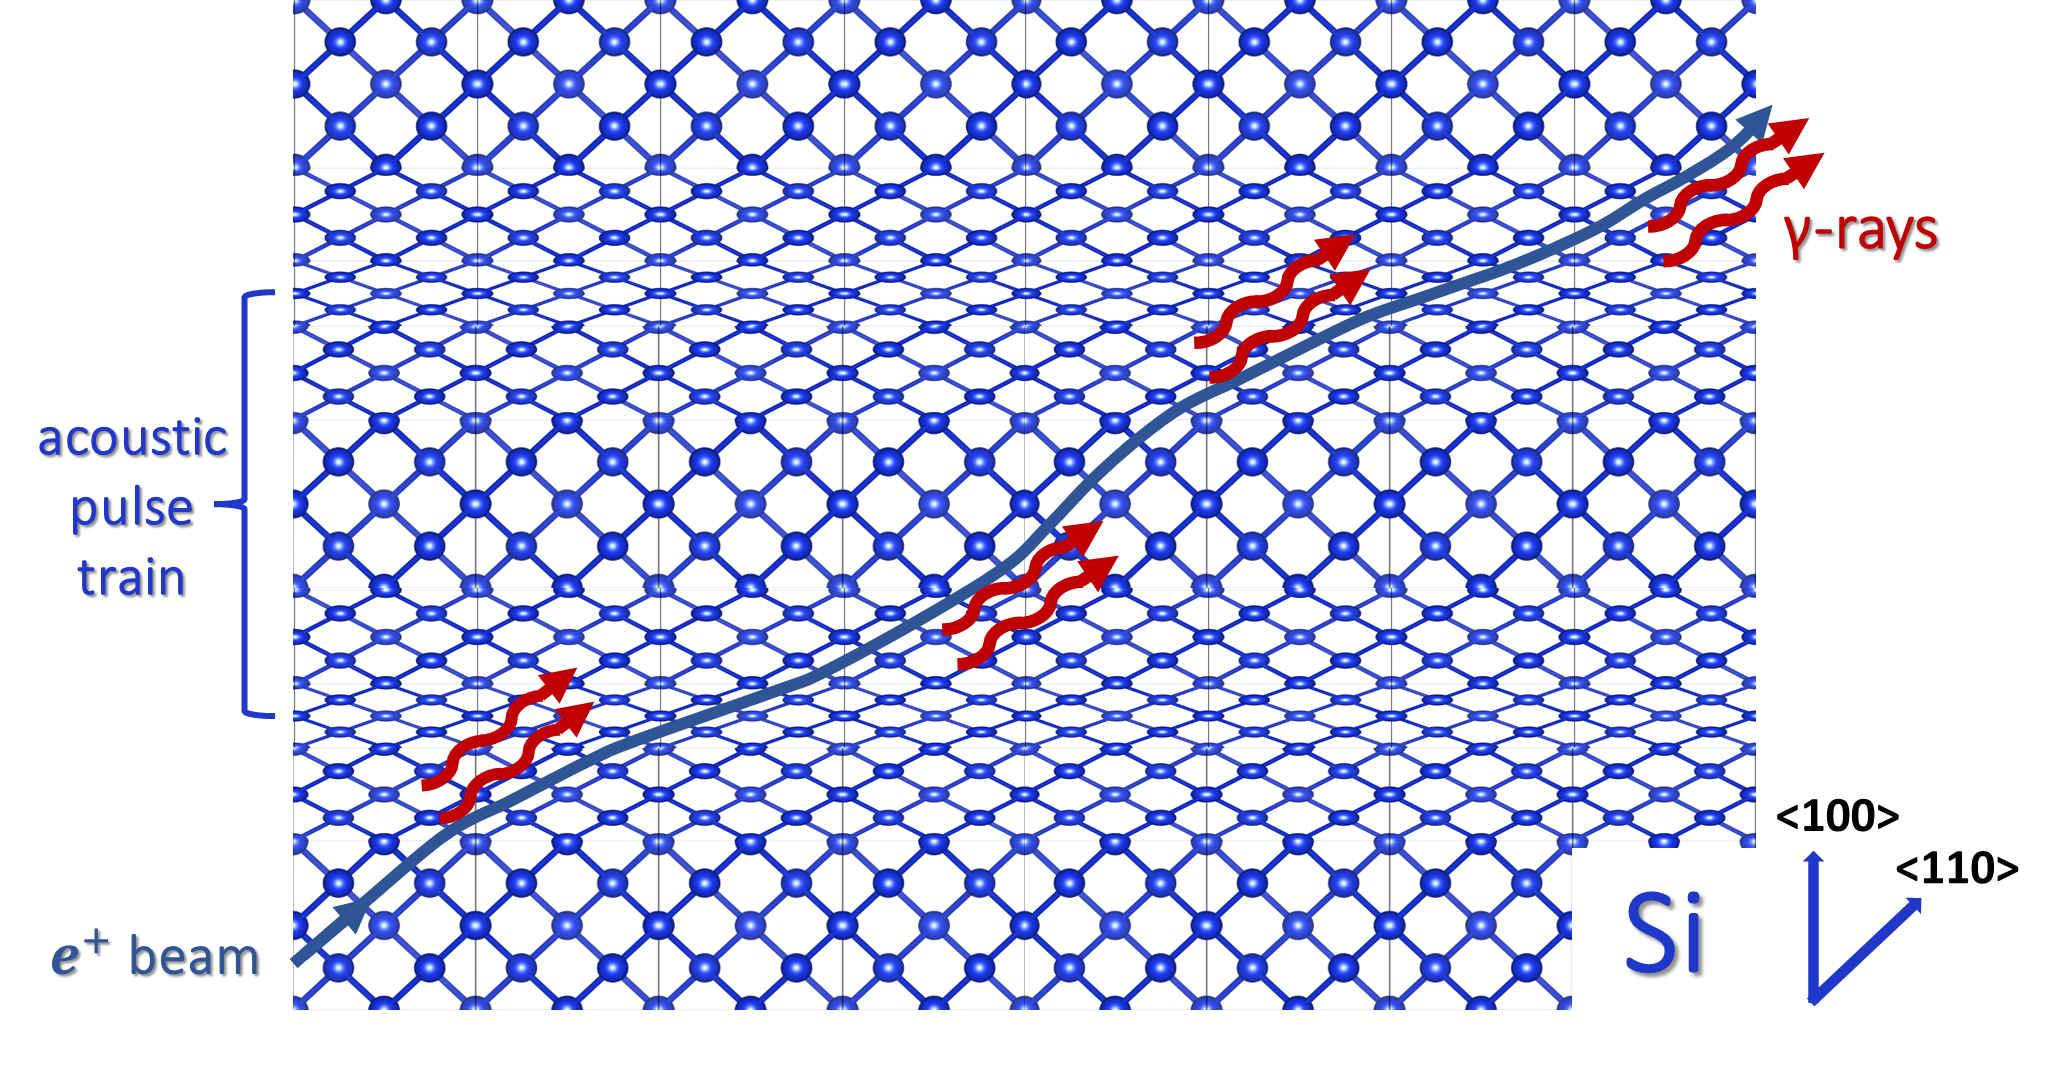 γ-rays
acoustic
pulse
train
<100>
<110>
Si
e⁺ beam